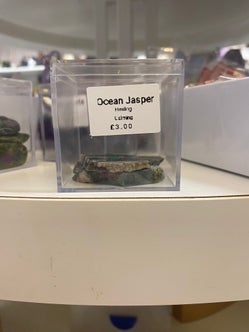 Ocean Jasper
Healing
Calming
£3.00